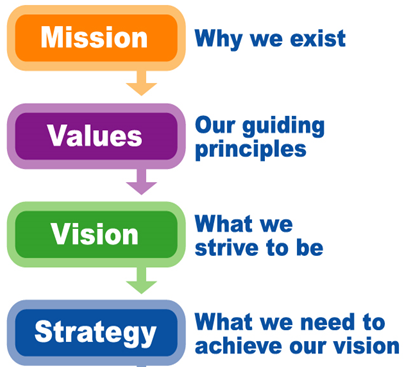 Mission
Why we exist
Values
Our guiding
principles
Vision
What we
strive to be
Strategy
What we need to
achieve our vision